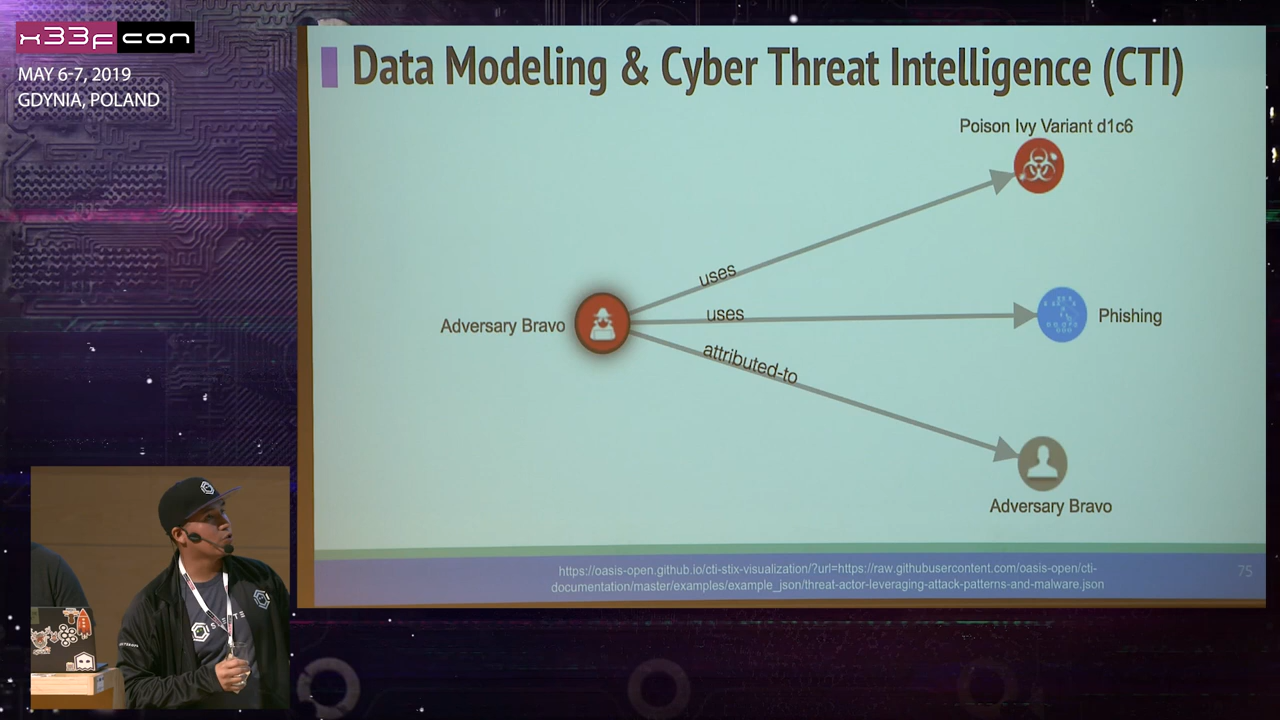 x33fcon
MAY 6-7, 2019
GDYNIA, POLAND
Data Modeling & Cyber Threat Intelligence (CTI)
Poison Ivy Variant d1c6
uses
Adversary Bravo
uses
Phishing
attributed-to
Adversary Bravo
https://oasis-open.github.io/cti-stix-visualization/?url=https://raw.githubusercontent.com/oasis-open/cti-
documentation/master/examples/example_json/threat-actor-leveraging-attack-patterns-and-malware.json
75